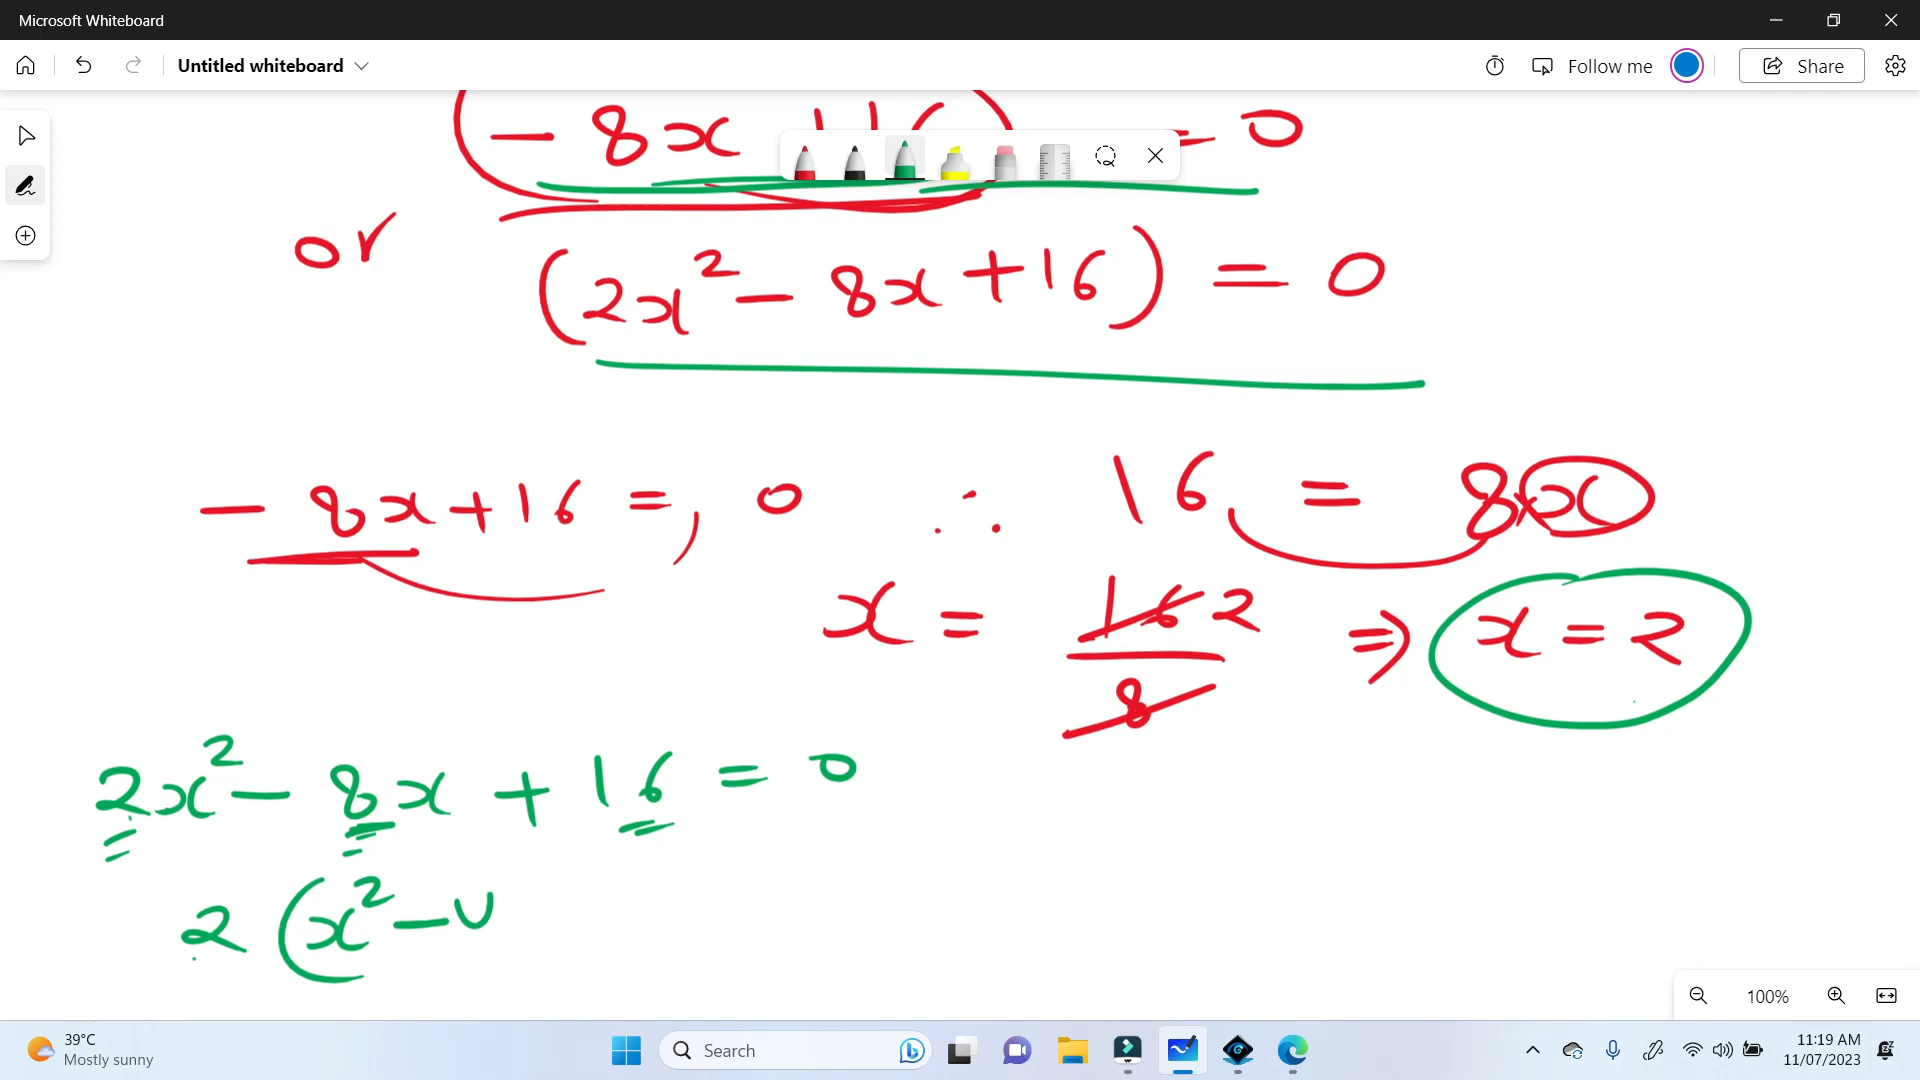 Microsoft Whiteboard
Untitled whiteboard
Follow me
Share
(- 8x + 16) = 0
or
(2x² - 8x + 16) = 0
- 8x + 16 = , 0 ∴ 16 = 8 × x
x = 16 2 / 8 ⇒ x = 2
2x² - 8x + 16 = 0
2 (x² -
100%
39°C
Mostly sunny
Search
11:19 AM
11/07/2023